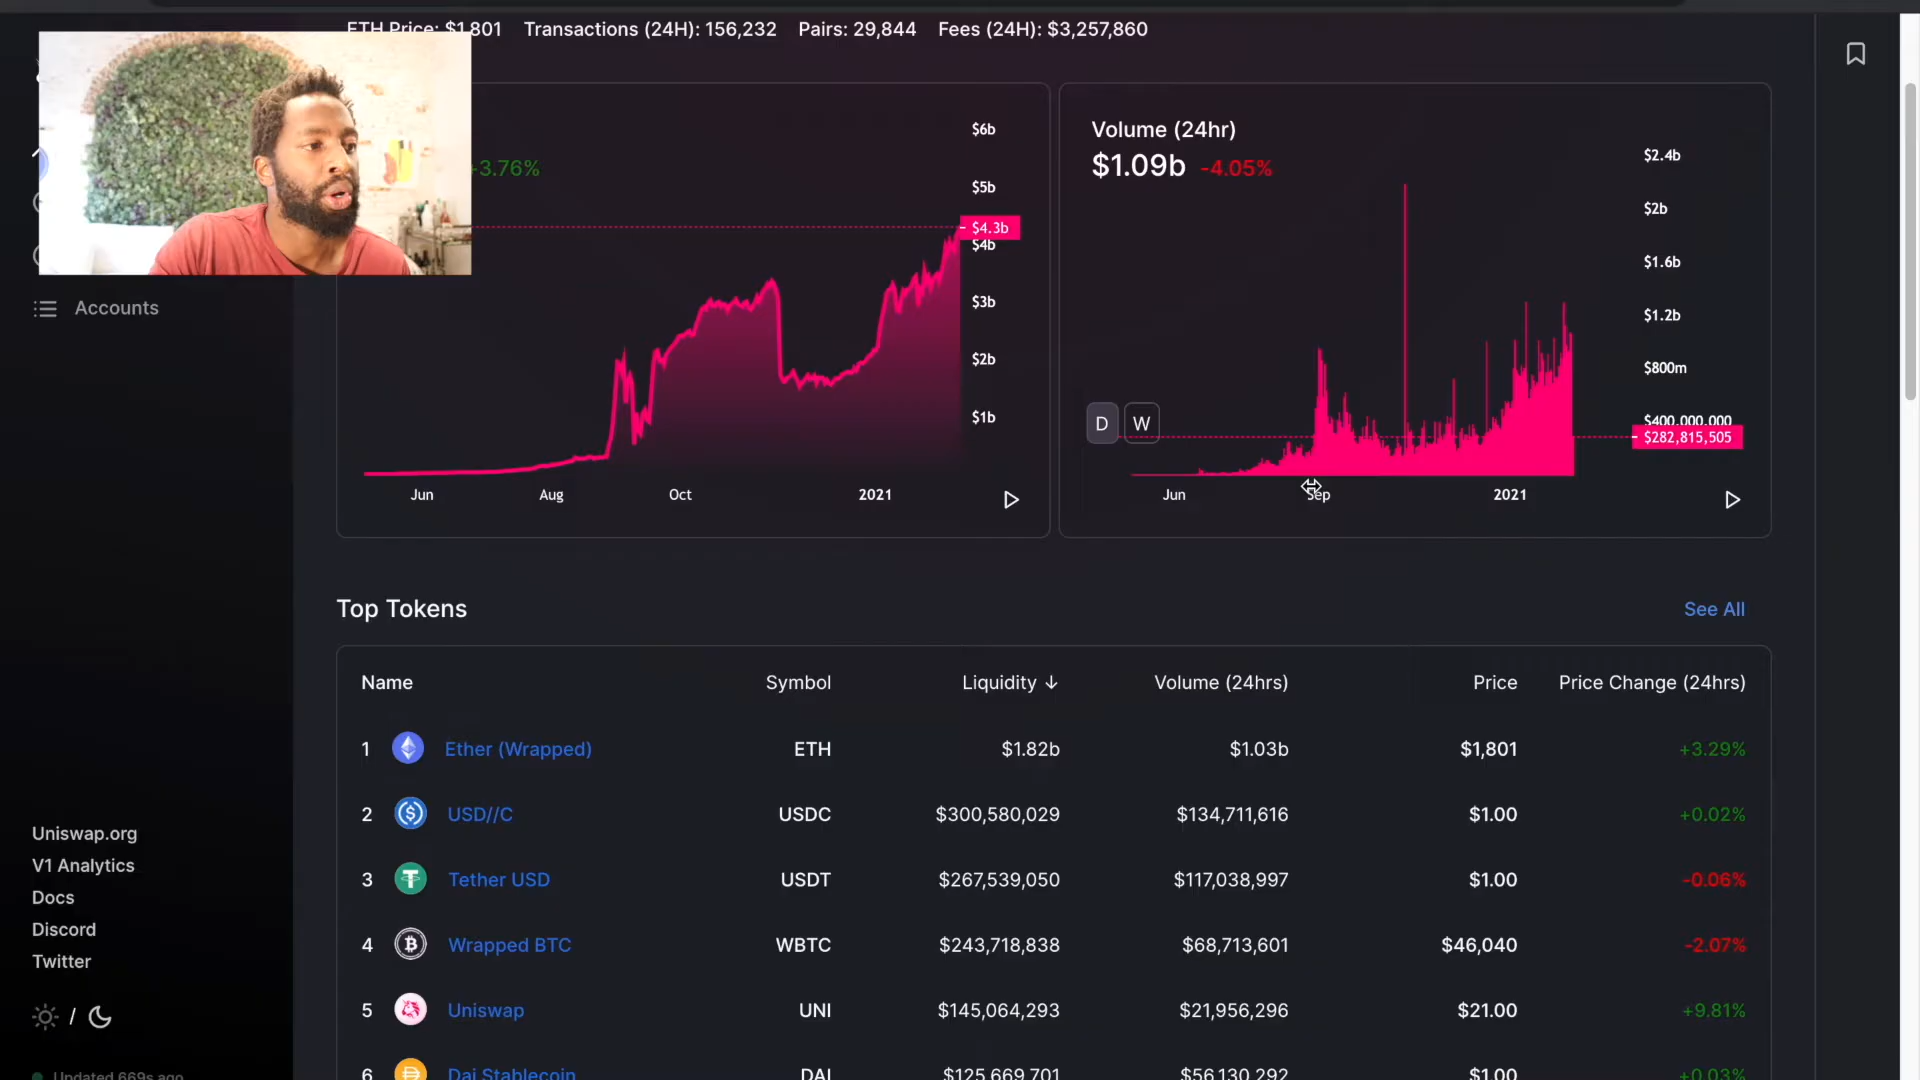 ETH Price: $1,801 Transactions (24H): 156,232 Pairs: 29,844 Fees (24H): $3,257,860
+3.76%
$6b
$5b
$4.3b
$4b
$3b
$2b
$1b
Jun Aug Oct 2021
Volume (24hr)
$1.09b -4.05%
$2.4b
$2b
$1.6b
$1.2b
$800m
$400,000,000
$282,815,505
D W
Jun Sep 2021
Accounts
Top Tokens See All
Name Symbol Liquidity ↓ Volume (24hrs) Price Price Change (24hrs)
1 Ether (Wrapped) ETH $1.82b $1.03b $1,801 +3.29%
2 USD//C USDC $300,580,029 $134,711,616 $1.00 +0.02%
3 Tether USD USDT $267,539,050 $117,038,997 $1.00 -0.06%
4 Wrapped BTC WBTC $243,718,838 $68,713,601 $46,040 -2.07%
5 Uniswap UNI $145,064,293 $21,956,296 $21.00 +9.81%
6 Dai Stablecoin DAI $125,669,701 $56,130,292 $1.00 +0.03%
Uniswap.org
V1 Analytics
Docs
Discord
Twitter
/
Updated 669s ago